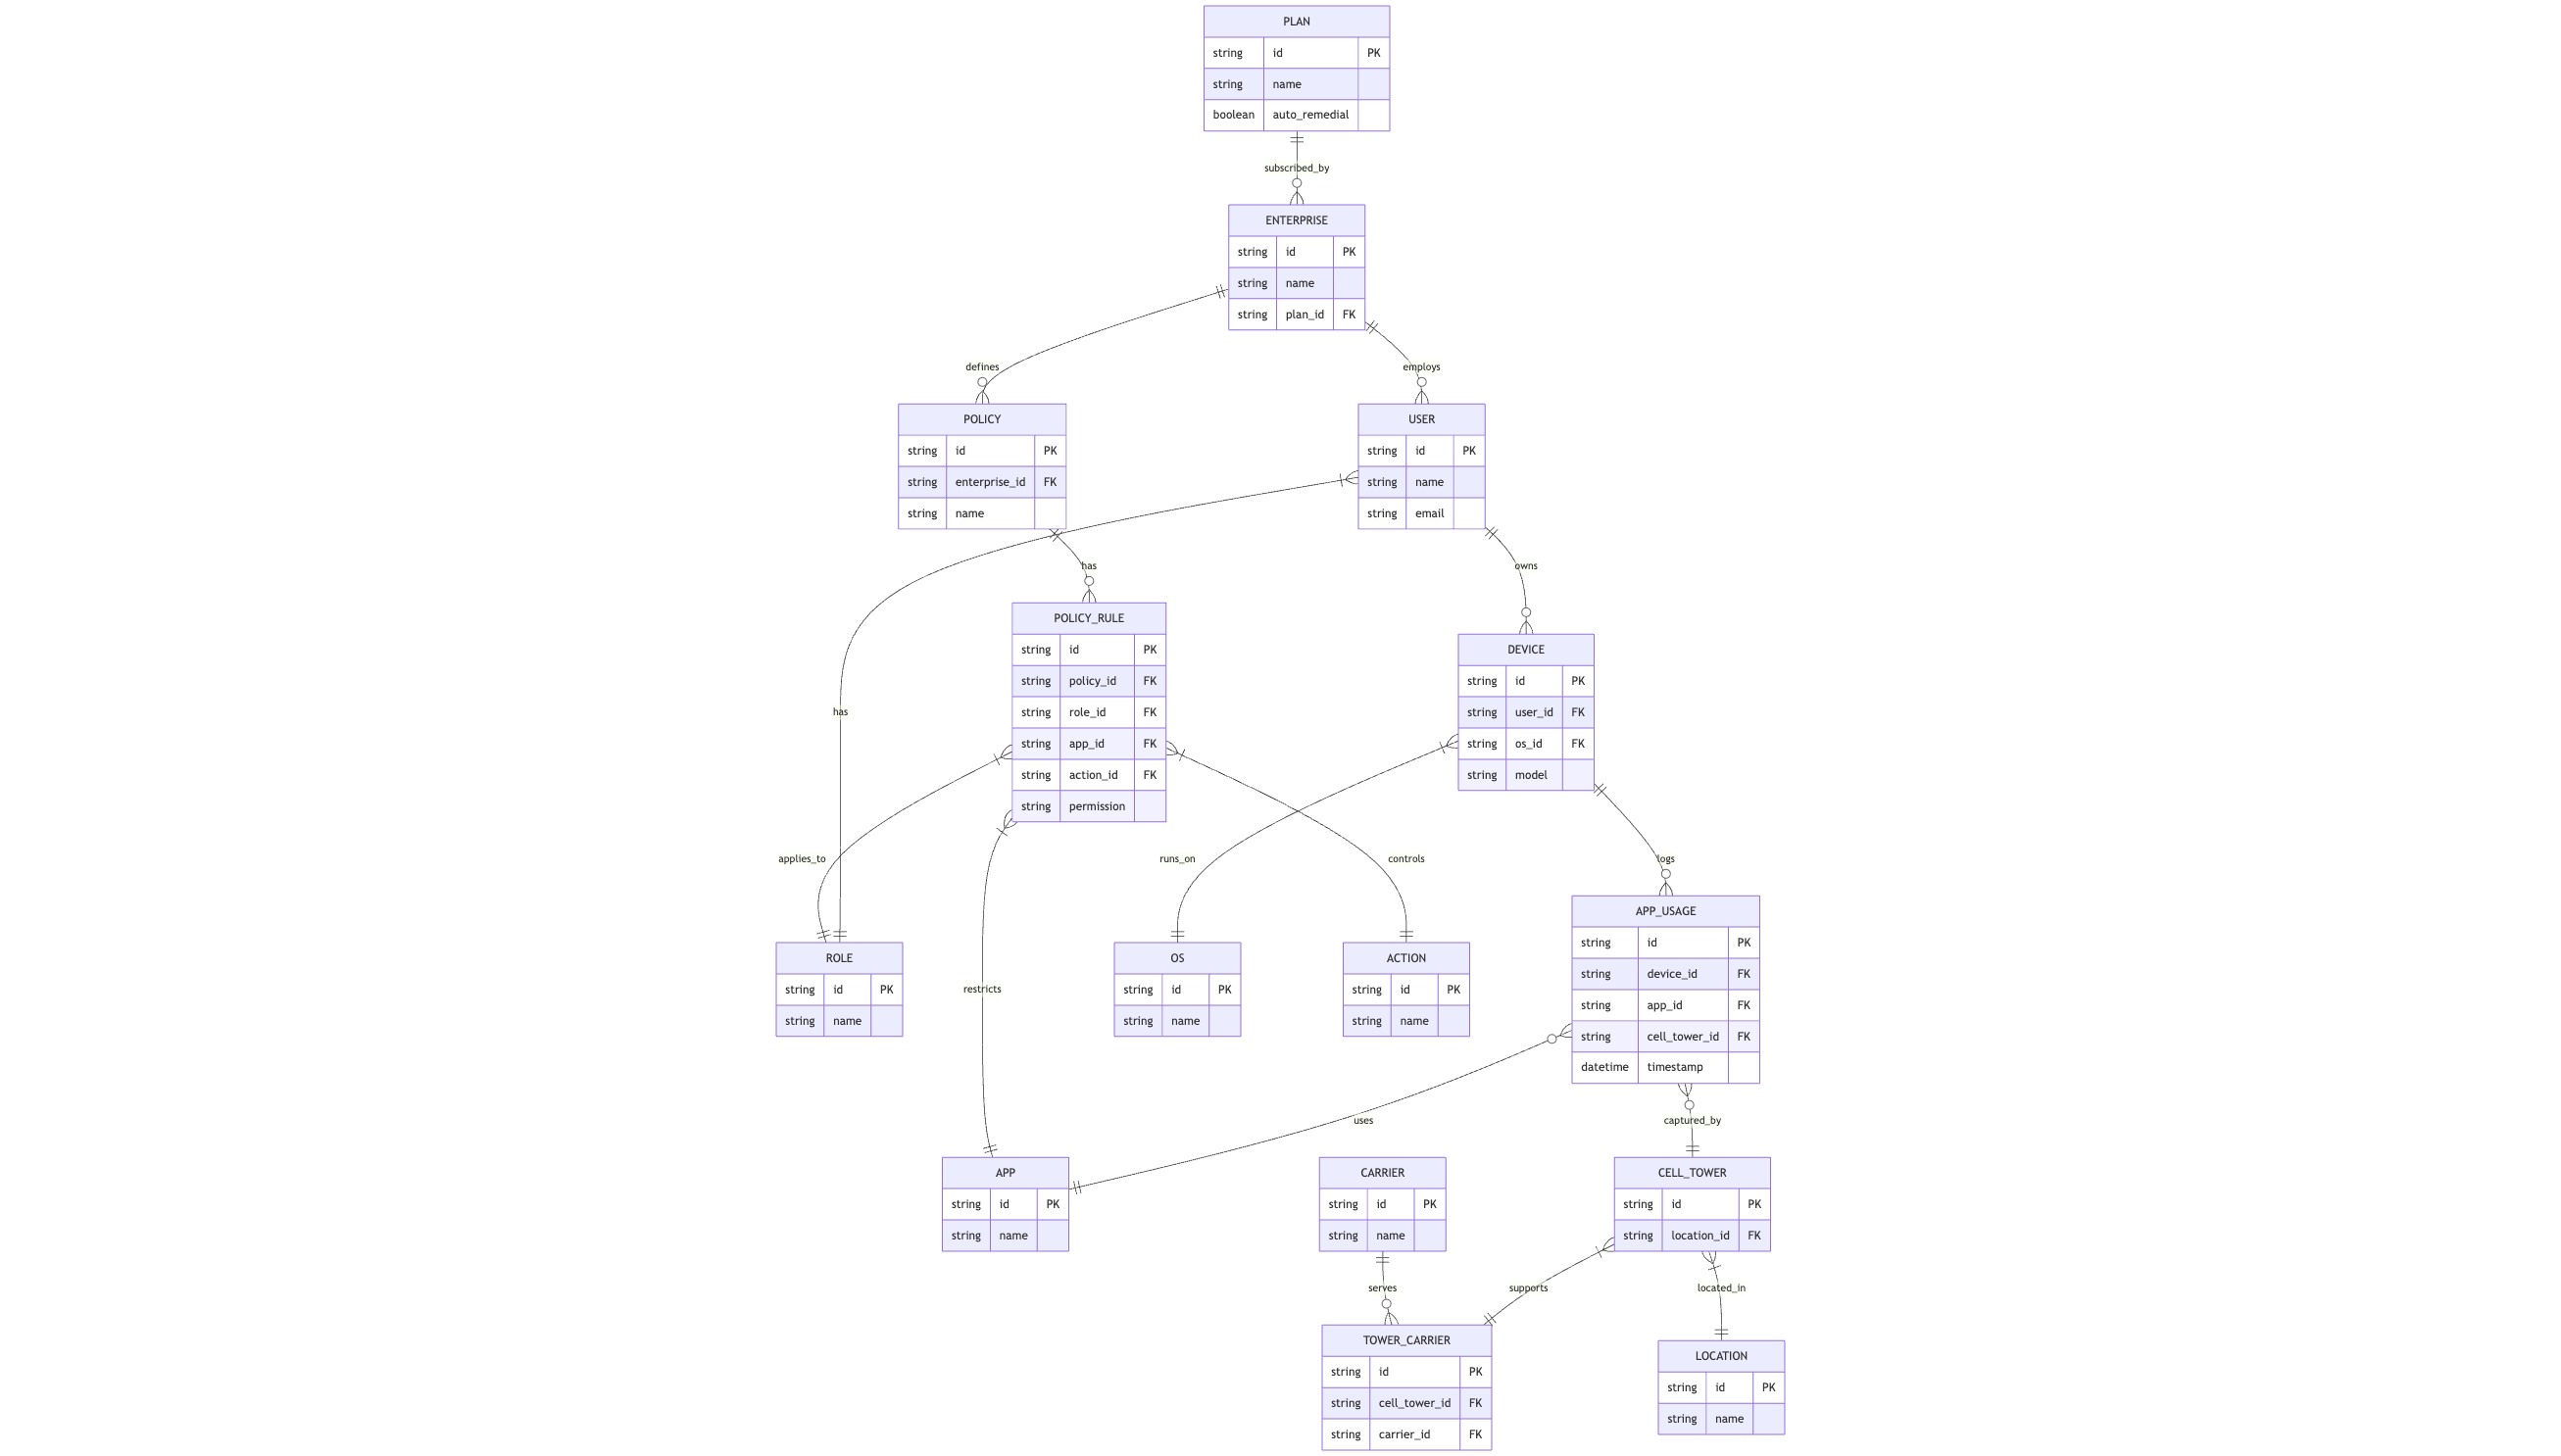 PLAN
string id PK
string name
boolean auto_remedial
subscribed_by
ENTERPRISE
string id PK
string name
string plan_id FK
defines
employs
POLICY
string id PK
string enterprise_id FK
string name
USER
string id PK
string name
string email
has
owns
POLICY_RULE
string id PK
string policy_id FK
string role_id FK
string app_id FK
string action_id FK
string permission
DEVICE
string id PK
string user_id FK
string os_id FK
string model
has
applies_to
runs_on
controls
logs
ROLE
string id PK
string name
restricts
OS
string id PK
string name
ACTION
string id PK
string name
APP_USAGE
string id PK
string device_id FK
string app_id FK
string cell_tower_id FK
datetime timestamp
uses
captured_by
APP
string id PK
string name
CARRIER
string id PK
string name
CELL_TOWER
string id PK
string location_id FK
serves
supports
located_in
TOWER_CARRIER
string id PK
string cell_tower_id FK
string carrier_id FK
LOCATION
string id PK
string name